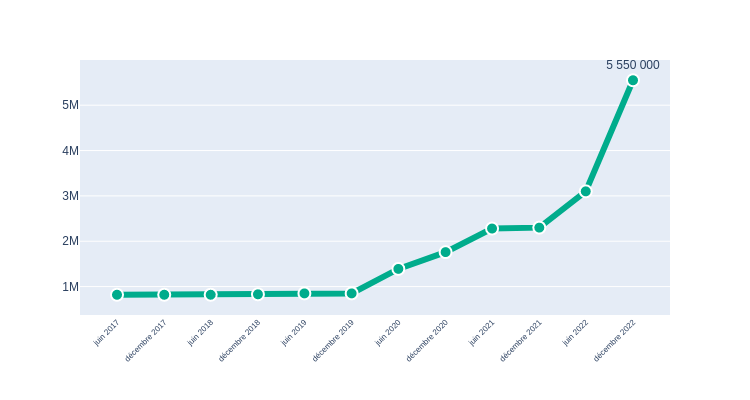 5 550 000
5M
4M
3M
2M
1M
juin 2017
décembre 2017
juin 2018
décembre 2018
juin 2019
décembre 2019
juin 2020
décembre 2020
juin 2021
décembre 2021
juin 2022
décembre 2022